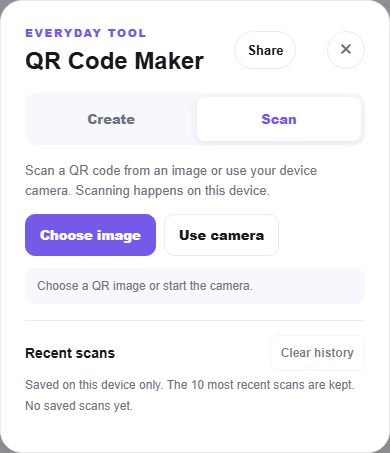 EVERYDAY TOOL
QR Code Maker
Share
✕
Create
Scan
Scan a QR code from an image or use your device
camera. Scanning happens on this device.
Choose image
Use camera
Choose a QR image or start the camera.
Recent scans
Clear history
Saved on this device only. The 10 most recent scans are kept.
No saved scans yet.